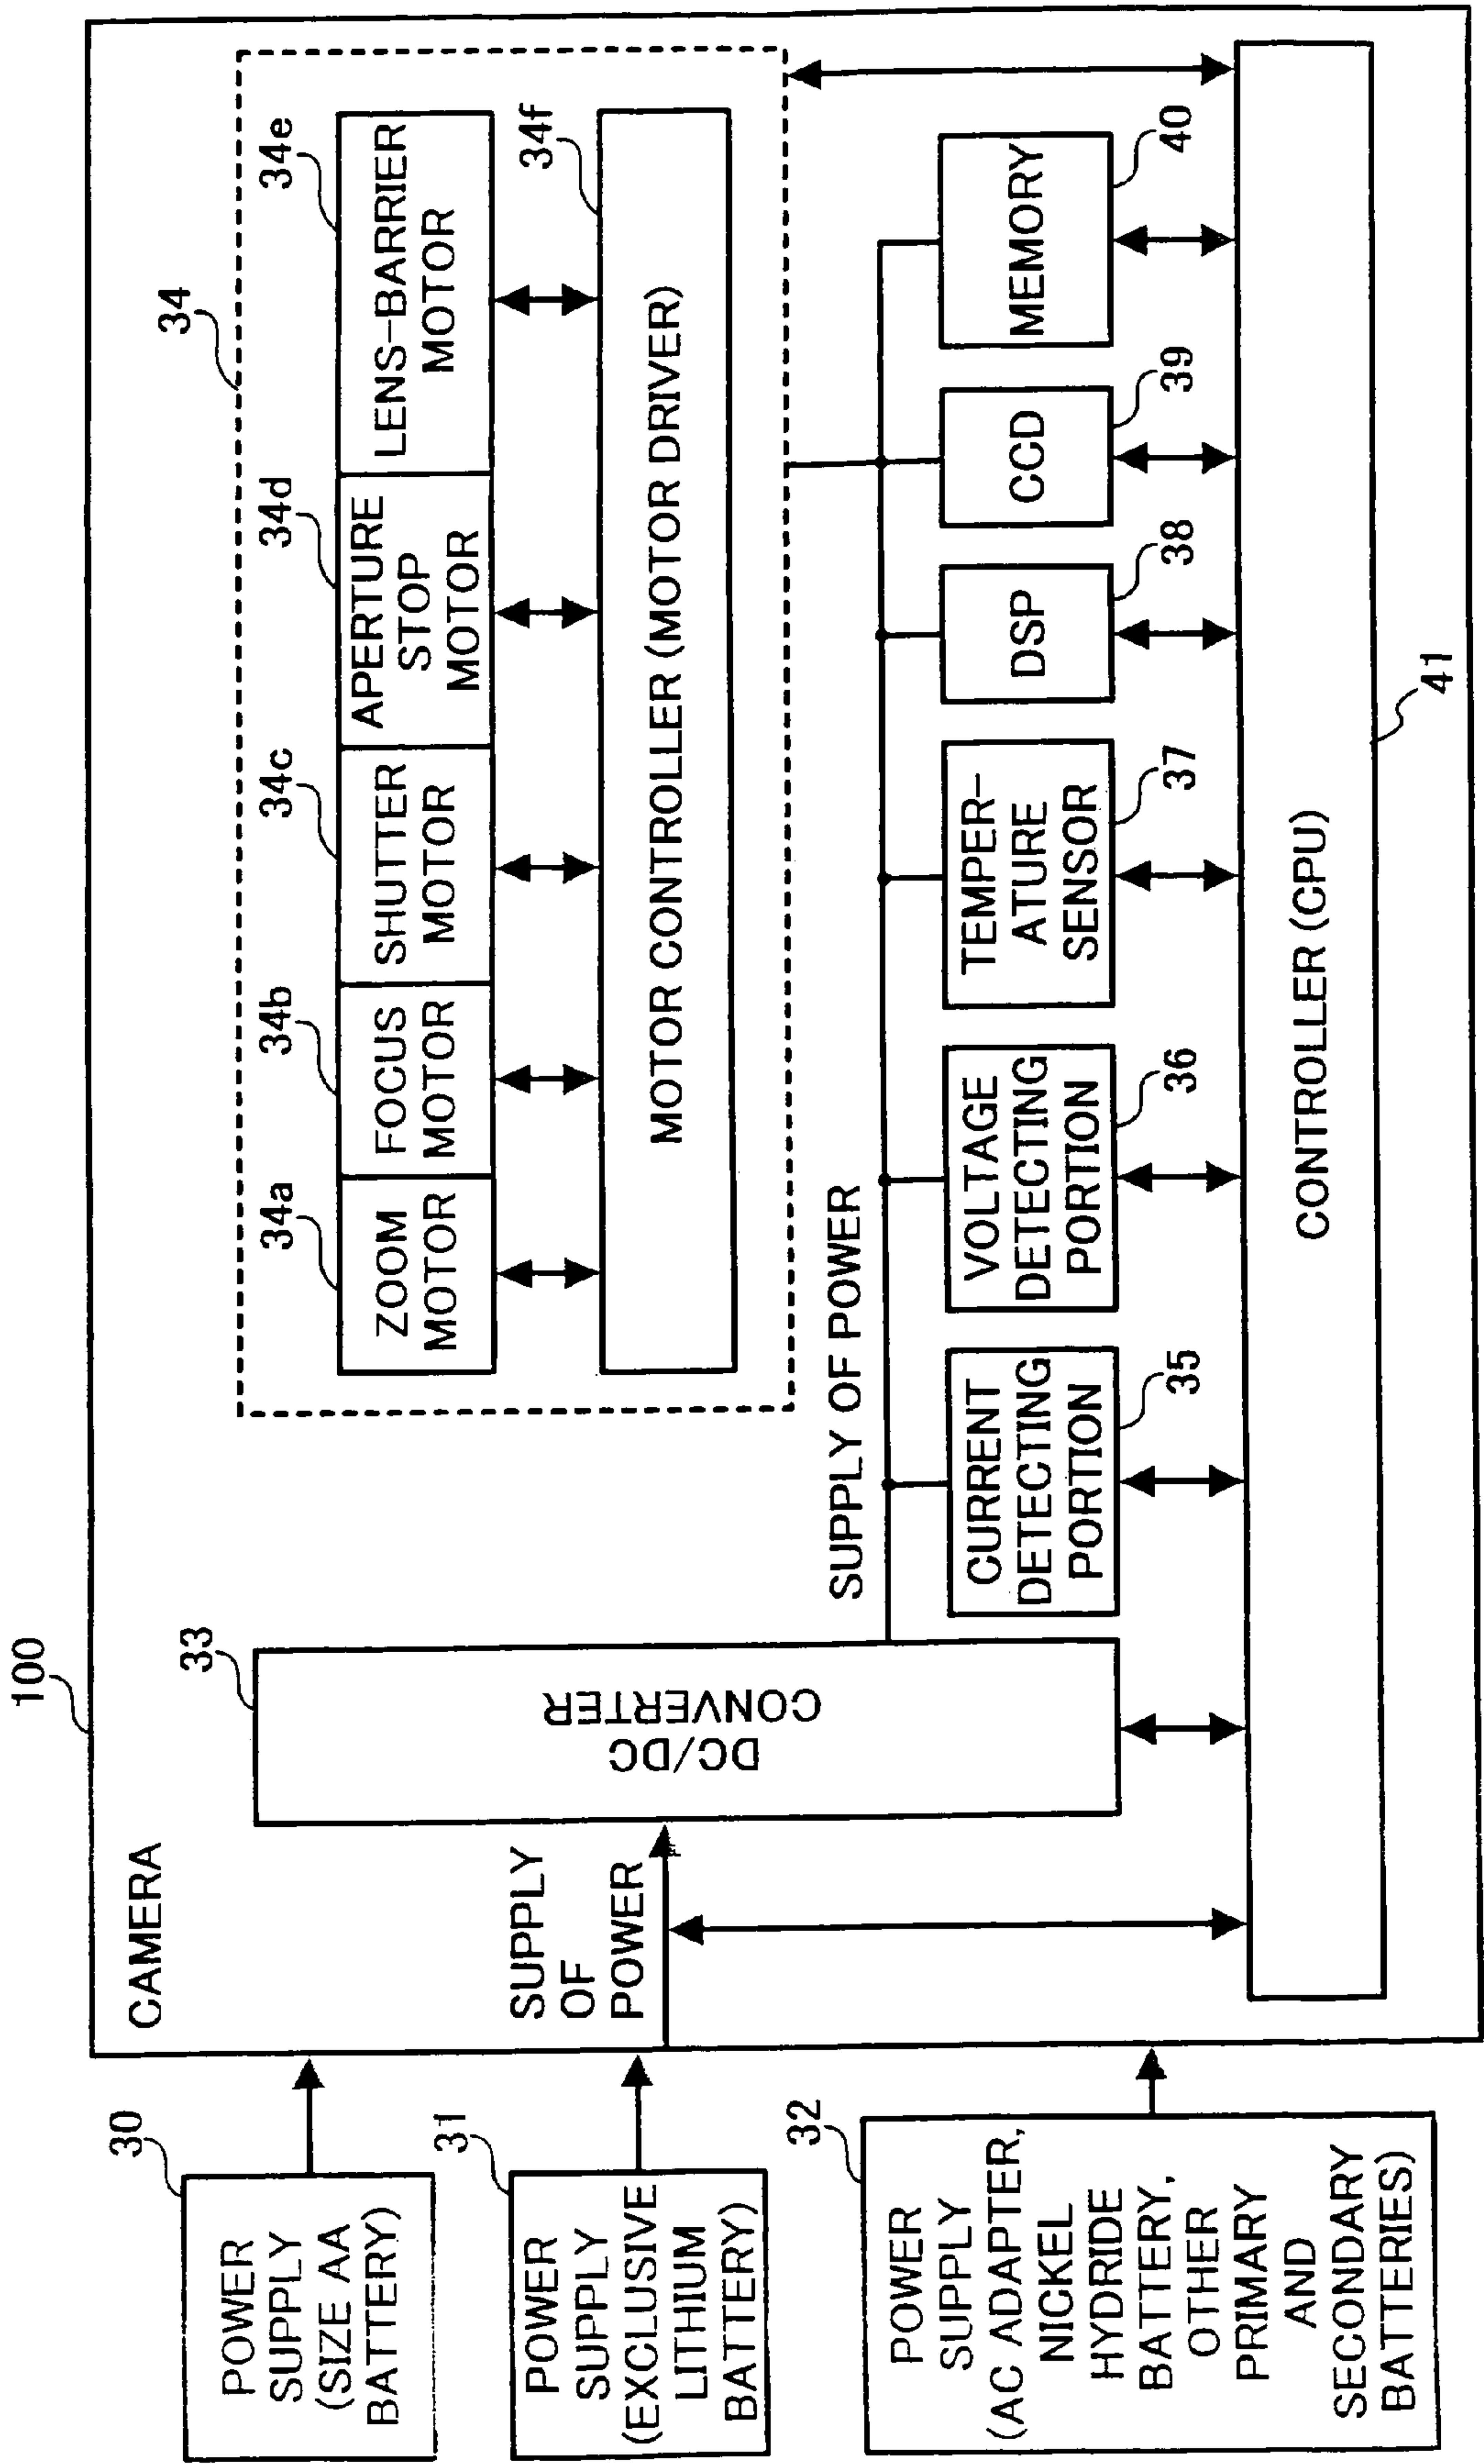 100
CAMERA
30
POWER
SUPPLY
(SIZE AA
BATTERY)
31
POWER
SUPPLY
(EXCLUSIVE
LITHIUM
BATTERY)
32
POWER
SUPPLY
(AC ADAPTER,
NICKEL
HYDRIDE
BATTERY,
OTHER
PRIMARY
AND
SECONDARY
BATTERIES)
SUPPLY
OF
POWER
33
DC/DC
CONVERTER
34
34a
ZOOM
MOTOR
34b
FOCUS
MOTOR
34c
SHUTTER
MOTOR
34d
APERTURE
STOP
MOTOR
34e
LENS-BARRIER
MOTOR
34f
MOTOR CONTROLLER (MOTOR DRIVER)
SUPPLY OF POWER
CURRENT
DETECTING
PORTION
35
VOLTAGE
DETECTING
PORTION
36
TEMPER-
ATURE
SENSOR
37
DSP
38
CCD
39
MEMORY
40
CONTROLLER (CPU)
41